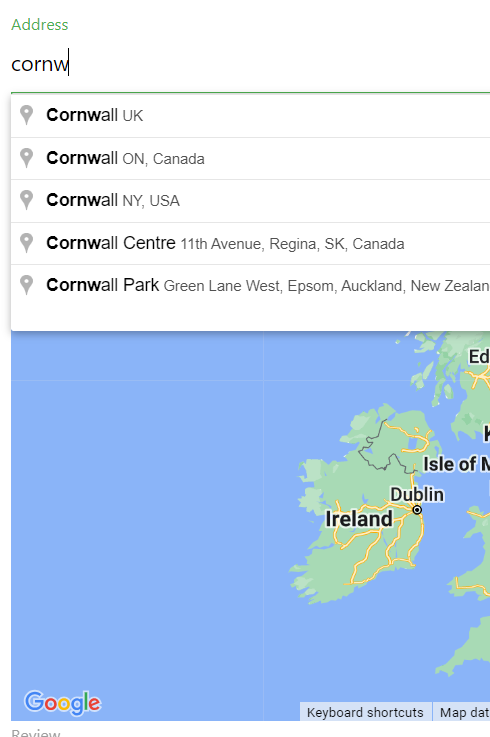 Address
cornw
Cornwall UK
Cornwall ON, Canada
Cornwall NY, USA
Cornwall Centre 11th Avenue, Regina, SK, Canada
Cornwall Park Green Lane West, Epsom, Auckland, New Zealan
Ed
K
Isle of M
Dublin
Ireland
Google
Keyboard shortcuts
Map dat
Review